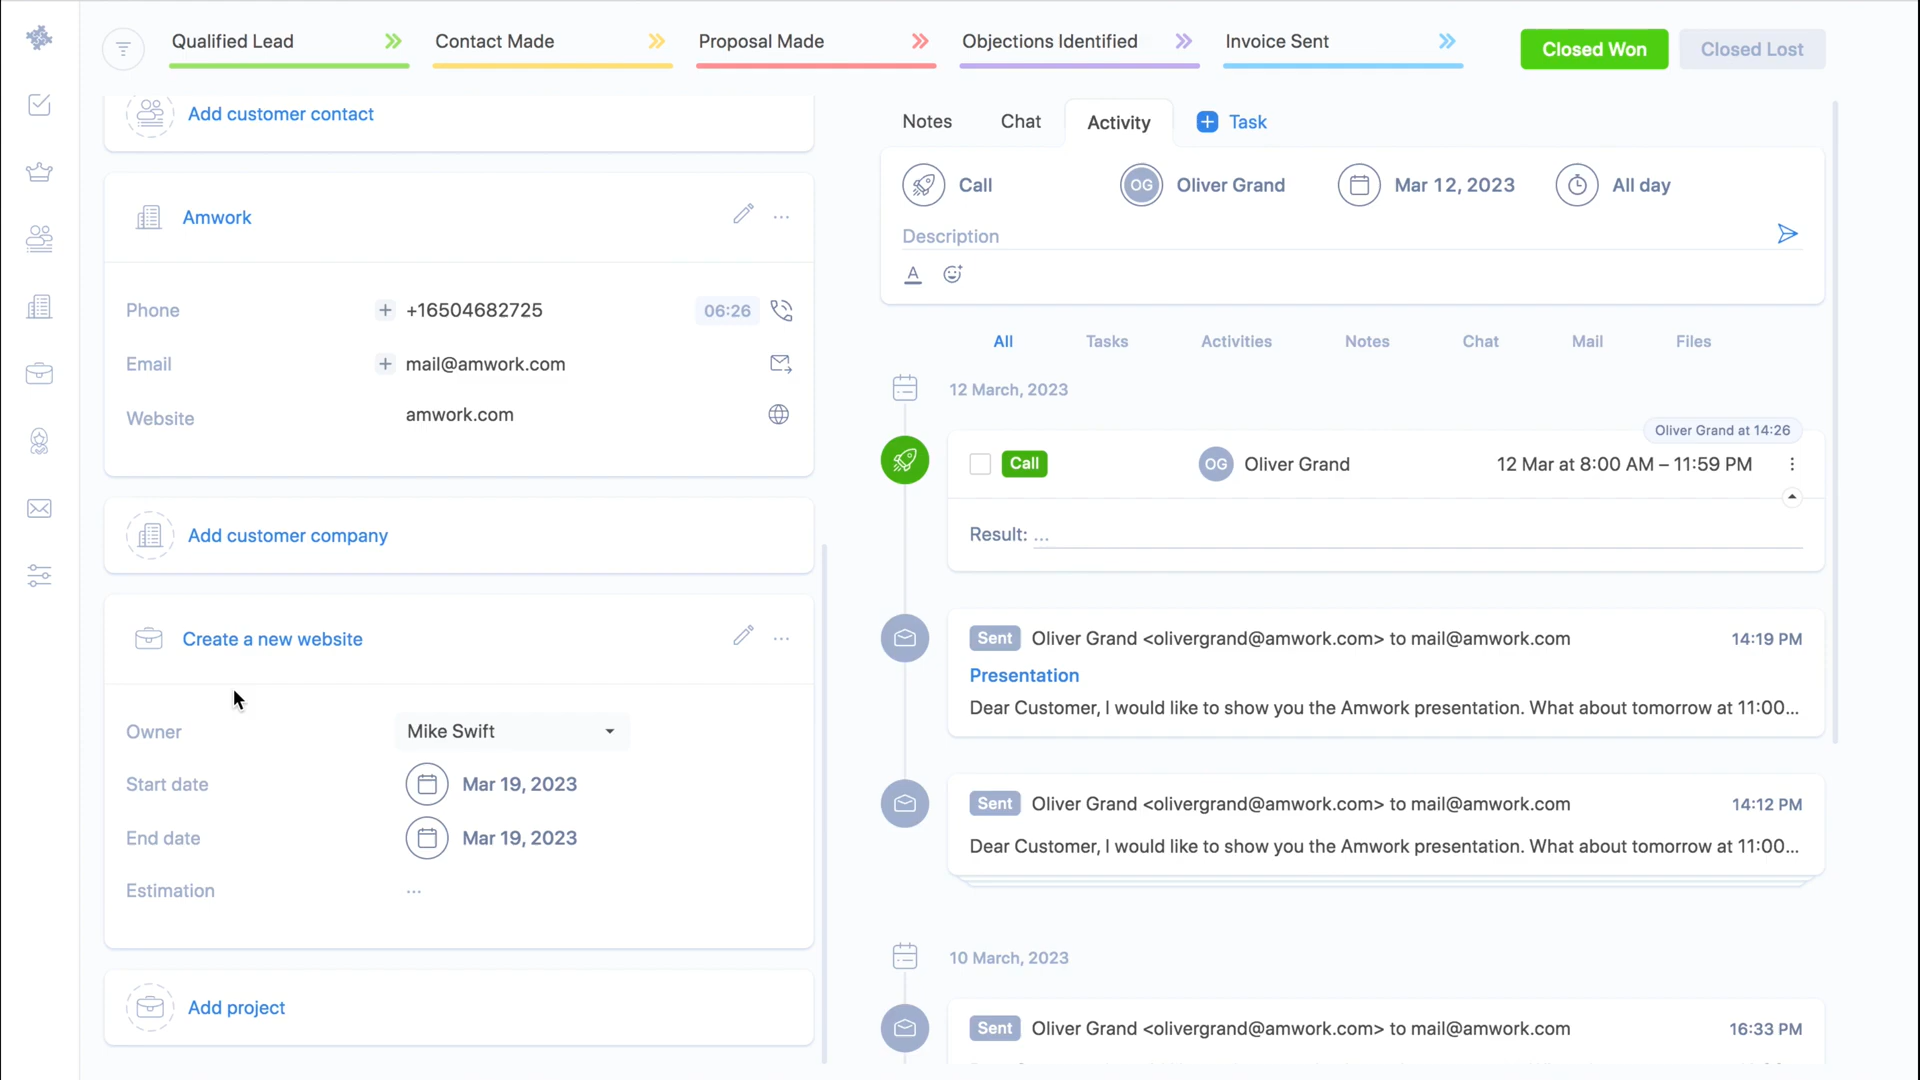 Qualified Lead
Contact Made
Proposal Made
Objections Identified
Invoice Sent
Closed Won
Closed Lost
Add customer contact
Amwork
Phone
+ +16504682725
06:26
Email
+ mail@amwork.com
Website
amwork.com
Add customer company
Create a new website
Owner
Mike Swift
Start date
Mar 19, 2023
End date
Mar 19, 2023
Estimation
...
Add project
Notes
Chat
Activity
+ Task
Call
OG Oliver Grand
Mar 12, 2023
All day
Description
A
All
Tasks
Activities
Notes
Chat
Mail
Files
12 March, 2023
Oliver Grand at 14:26
Call
OG Oliver Grand
12 Mar at 8:00 AM – 11:59 PM
Result: ...
Sent Oliver Grand <olivergrand@amwork.com> to mail@amwork.com
14:19 PM
Presentation
Dear Customer, I would like to show you the Amwork presentation. What about tomorrow at 11:00...
Sent Oliver Grand <olivergrand@amwork.com> to mail@amwork.com
14:12 PM
Dear Customer, I would like to show you the Amwork presentation. What about tomorrow at 11:00...
10 March, 2023
Sent Oliver Grand <olivergrand@amwork.com> to mail@amwork.com
16:33 PM